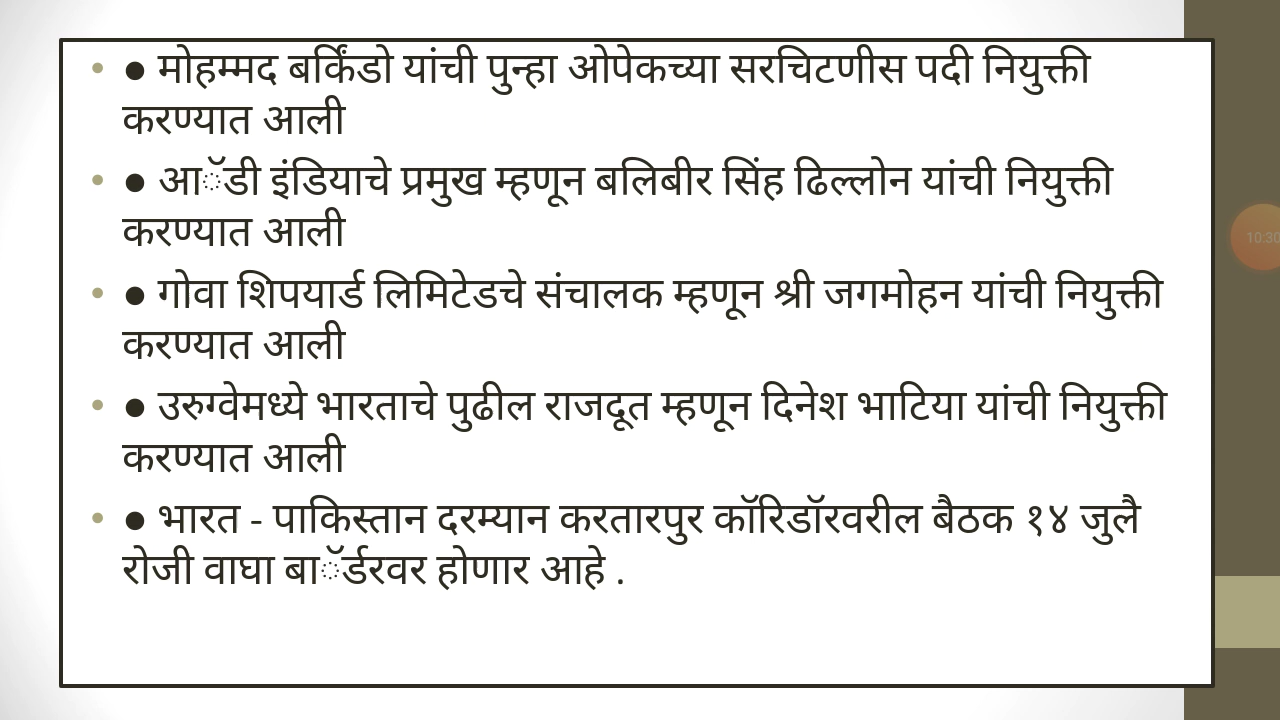 ● मोहम्मद बर्किंडो यांची पुन्हा ओपेकच्या सरचिटणीस पदी नियुक्ती
करण्यात आली
● आॅडी इंडियाचे प्रमुख म्हणून बलिबीर सिंह ढिल्लोन यांची नियुक्ती
करण्यात आली
● गोवा शिपयार्ड लिमिटेडचे संचालक म्हणून श्री जगमोहन यांची नियुक्ती
करण्यात आली
● उरुग्वेमध्ये भारताचे पुढील राजदूत म्हणून दिनेश भाटिया यांची नियुक्ती
करण्यात आली
● भारत - पाकिस्तान दरम्यान करतारपुर कॉरिडॉरवरील बैठक १४ जुलै
रोजी वाघा बाॅर्डरवर होणार आहे .
10:30